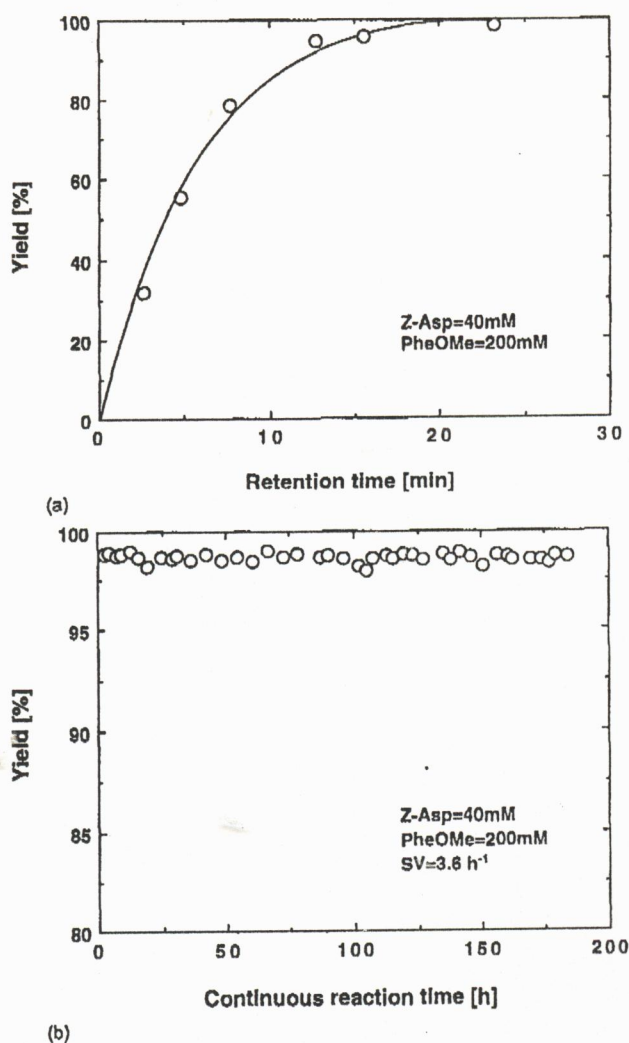 100
80
60
40
20
0
Yield [%]
Z-Asp=40mM
PheOMe=200mM
0 10 20 30
Retention time [min]
(a)
100
95
90
85
80
Yield [%]
Z-Asp=40mM
PheOMe=200mM
SV=3.6 h⁻¹
0 50 100 150 200
Continuous reaction time [h]
(b)